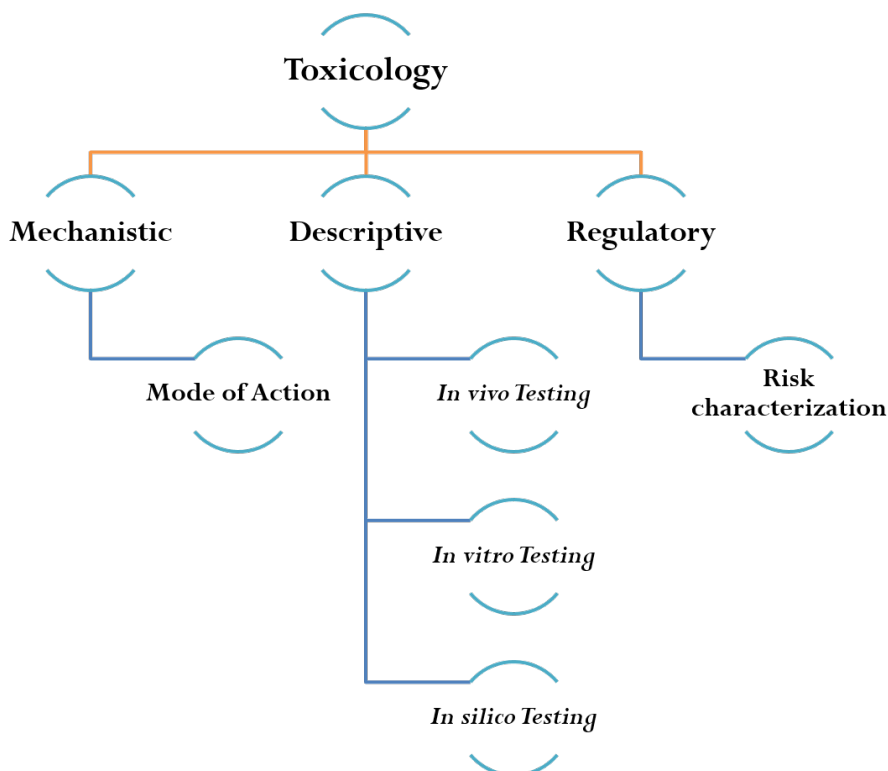 Toxicology
Mechanistic
Descriptive
Regulatory
Mode of Action
In vivo Testing
Risk
characterization
In vitro Testing
In silico Testing